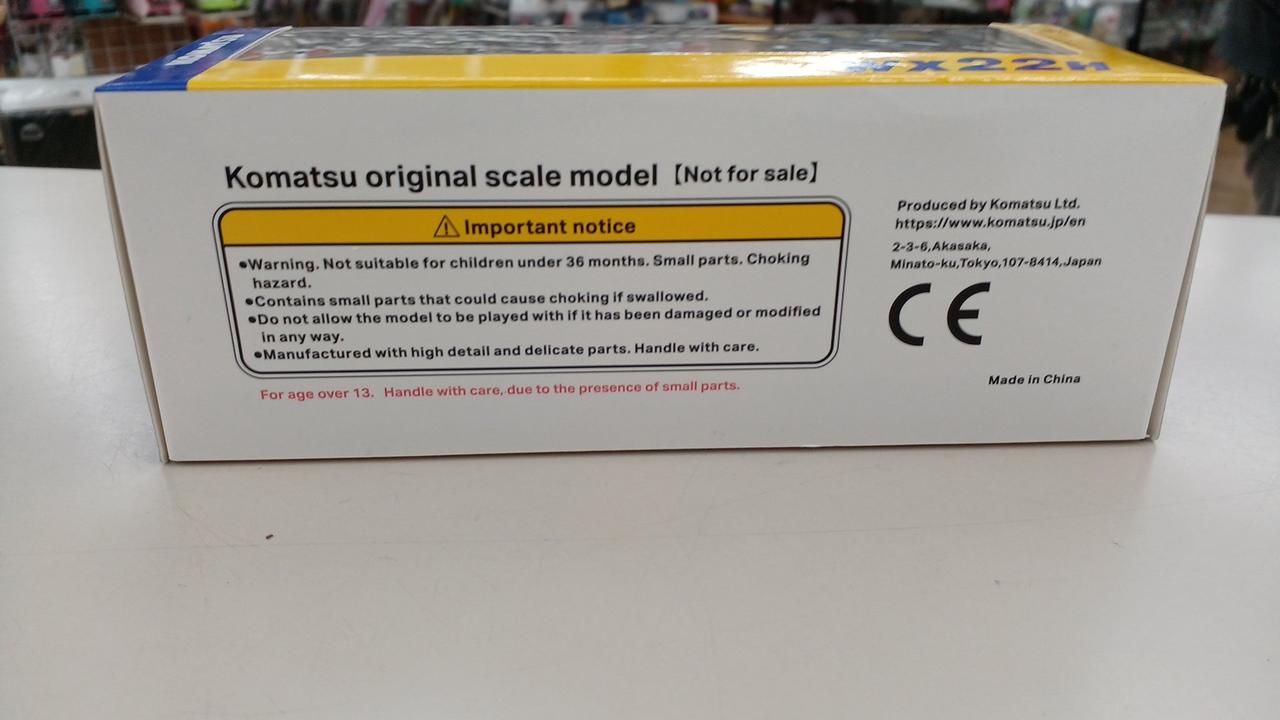 KOMATSU
WX22H
Komatsu original scale model【Not for sale】
⚠ Important notice
●Warning. Not suitable for children under 36 months. Small parts. Choking
hazard.
●Contains small parts that could cause choking if swallowed.
●Do not allow the model to be played with if it has been damaged or modified
in any way.
●Manufactured with high detail and delicate parts. Handle with care.
For age over 13. Handle with care, due to the presence of small parts.
Produced by Komatsu Ltd.
https://www.komatsu.jp/en
2-3-6,Akasaka,
Minato-ku,Tokyo,107-8414,Japan
CE
Made in China